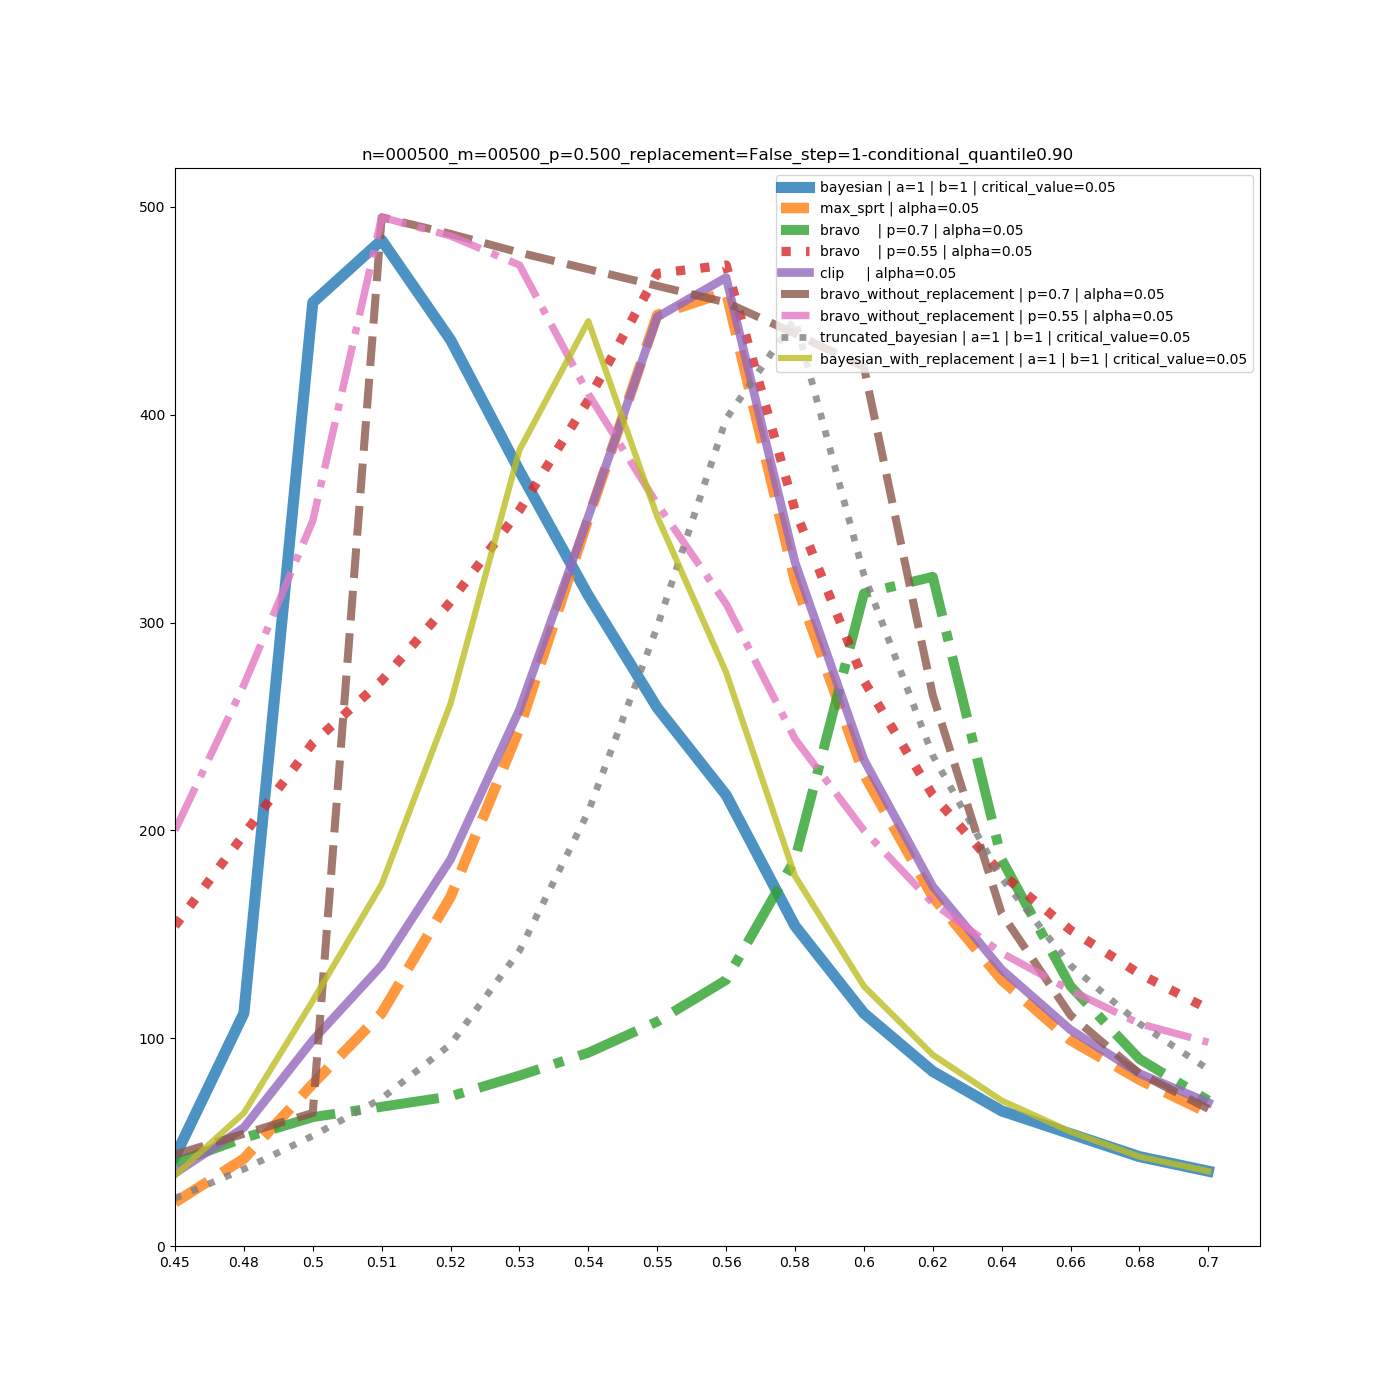 n=000500_m=00500_p=0.500_replacement=False_step=1-conditional_quantile0.90
bayesian | a=1 | b=1 | critical_value=0.05
max_sprt | alpha=0.05
bravo    | p=0.7 | alpha=0.05
bravo    | p=0.55 | alpha=0.05
clip     | alpha=0.05
bravo_without_replacement | p=0.7 | alpha=0.05
bravo_without_replacement | p=0.55 | alpha=0.05
truncated_bayesian | a=1 | b=1 | critical_value=0.05
bayesian_with_replacement | a=1 | b=1 | critical_value=0.05
500
400
300
200
100
0
0.45 0.48 0.5 0.51 0.52 0.53 0.54 0.55 0.56 0.58 0.6 0.62 0.64 0.66 0.68 0.7